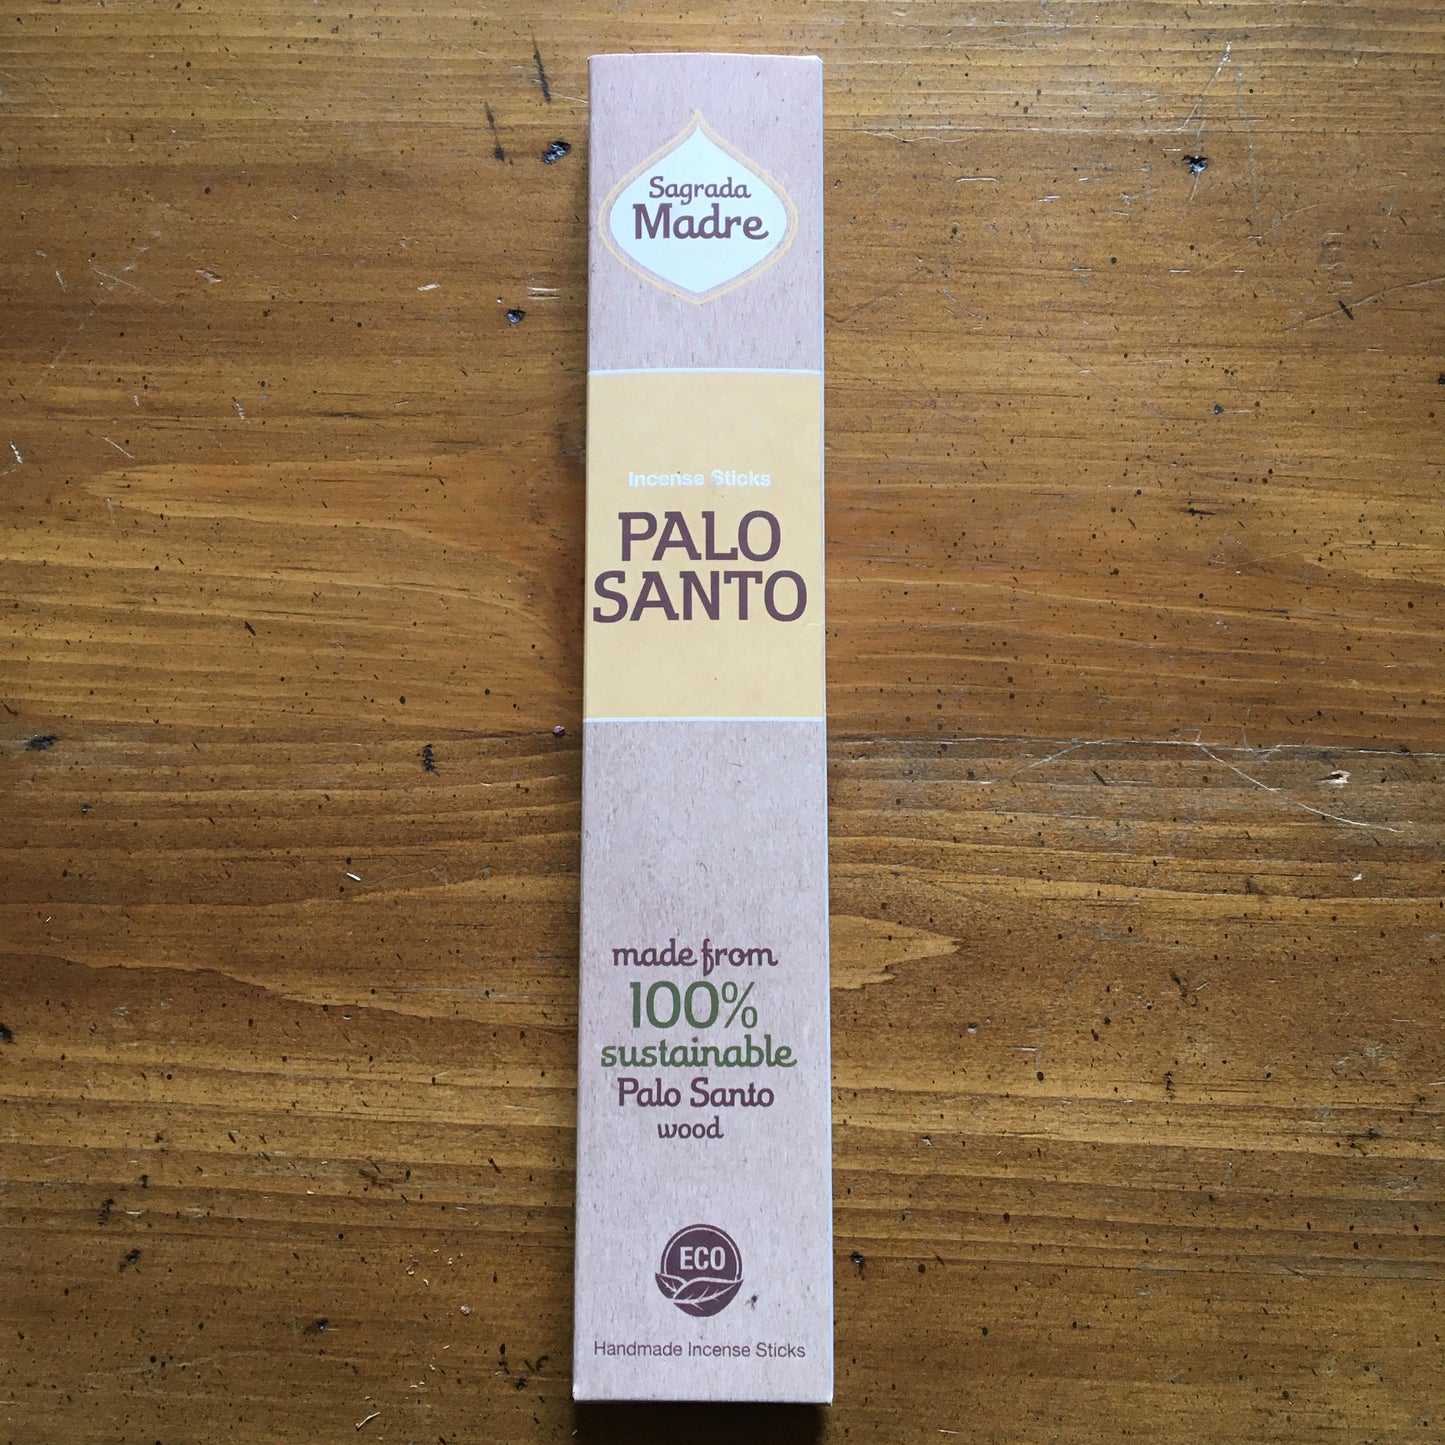 Sagrada
Madre
Incense Sticks
PALO
SANTO
made from
100%
sustainable
Palo Santo
wood
ECO
Handmade Incense Sticks